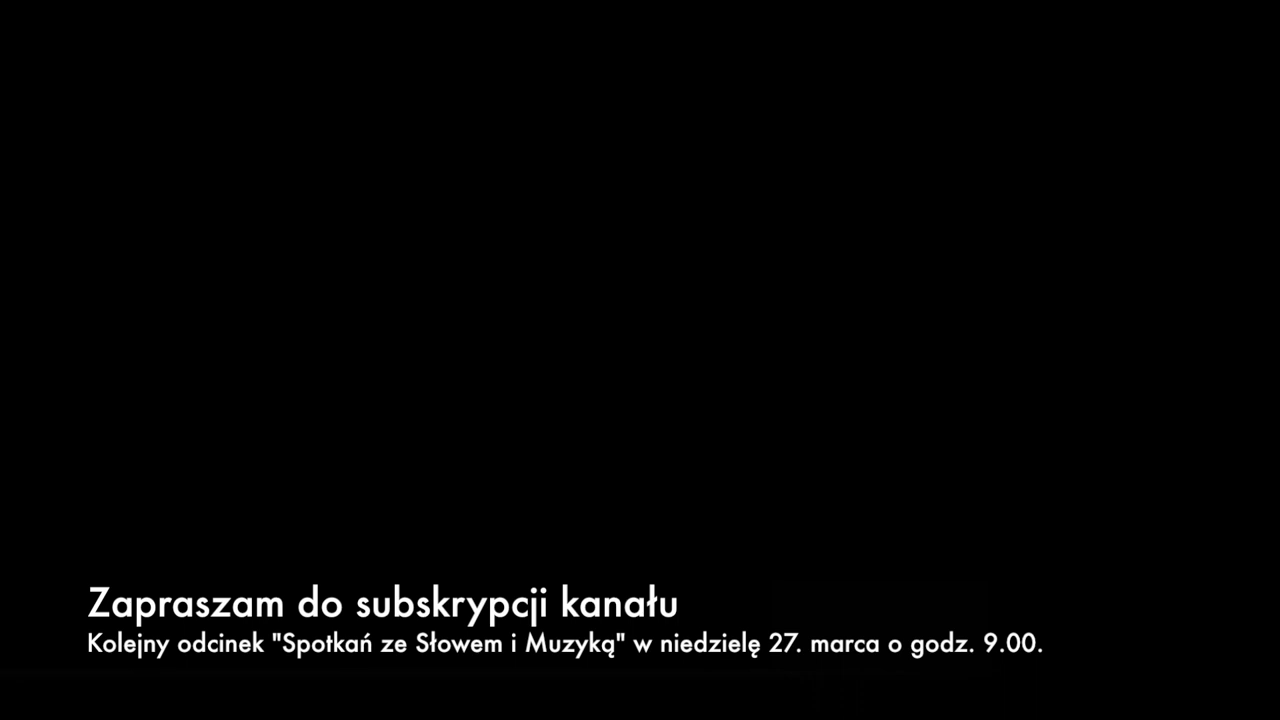 Zapraszam do subskrypcji kanału
Kolejny odcinek "Spotkań ze Słowem i Muzyką" w niedzielę 27. marca o godz. 9.00.